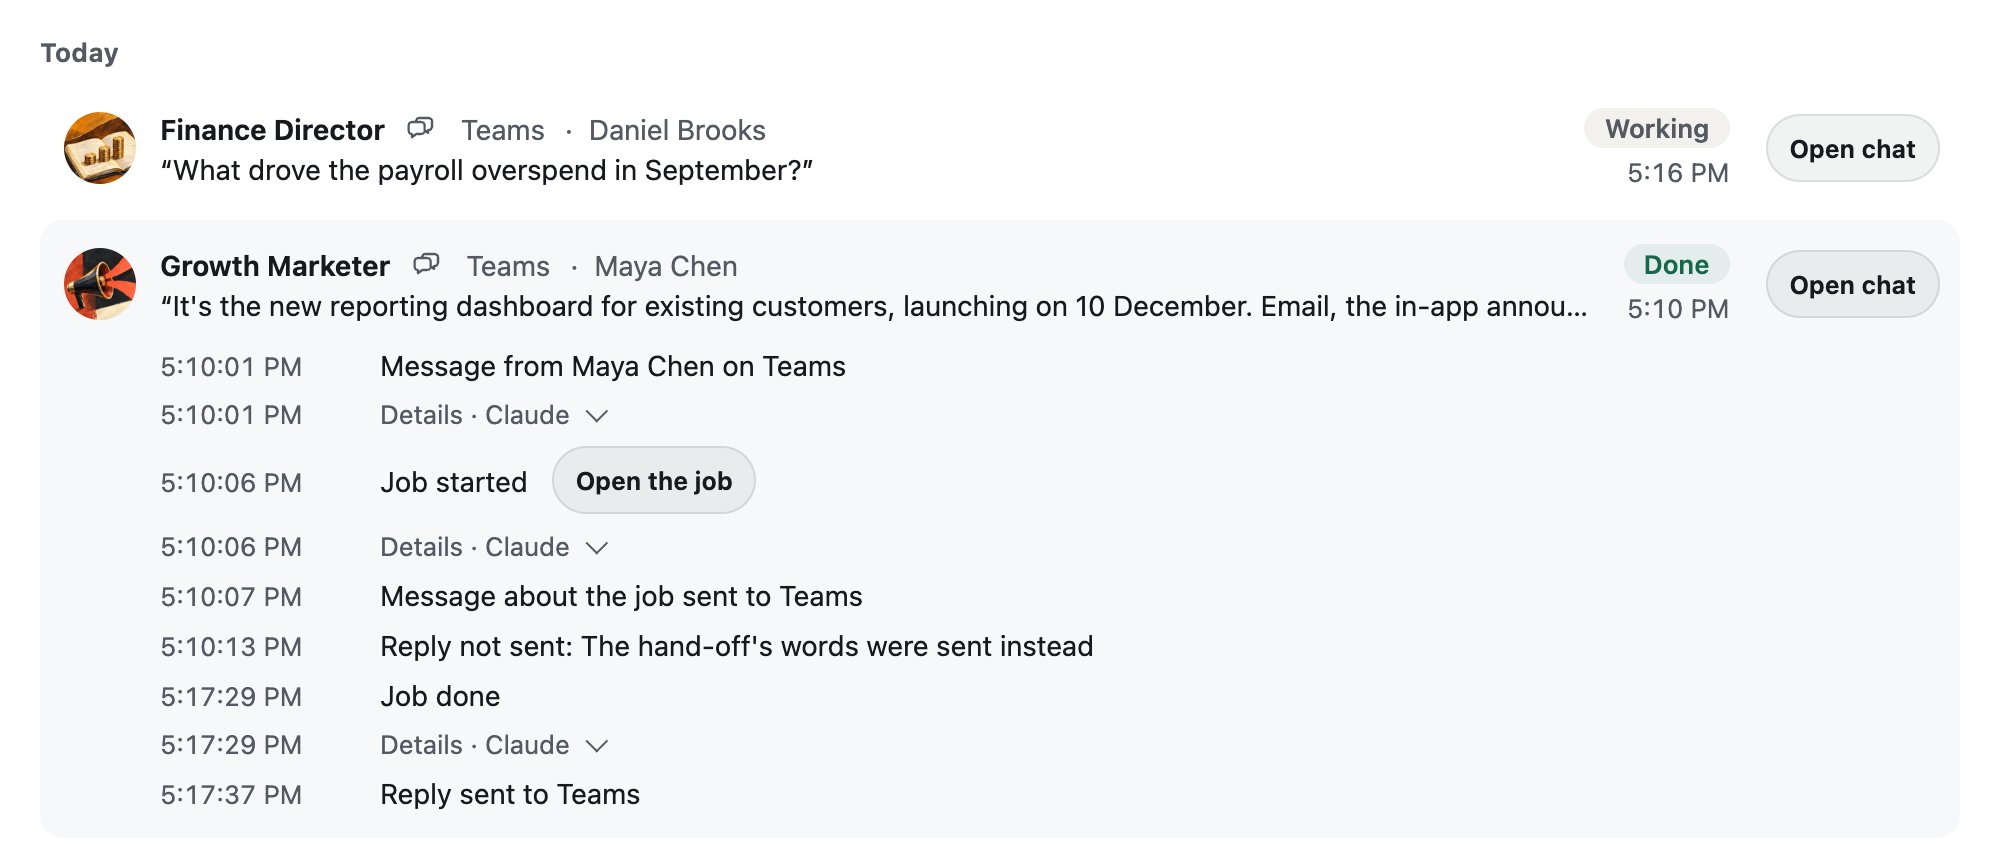 Today
Finance Director Teams · Daniel Brooks
“What drove the payroll overspend in September?”
Working
5:16 PM
Open chat
Growth Marketer Teams · Maya Chen
“It's the new reporting dashboard for existing customers, launching on 10 December. Email, the in-app annou...
Done
5:10 PM
Open chat
5:10:01 PM Message from Maya Chen on Teams
5:10:01 PM Details · Claude
5:10:06 PM Job started Open the job
5:10:06 PM Details · Claude
5:10:07 PM Message about the job sent to Teams
5:10:13 PM Reply not sent: The hand-off's words were sent instead
5:17:29 PM Job done
5:17:29 PM Details · Claude
5:17:37 PM Reply sent to Teams